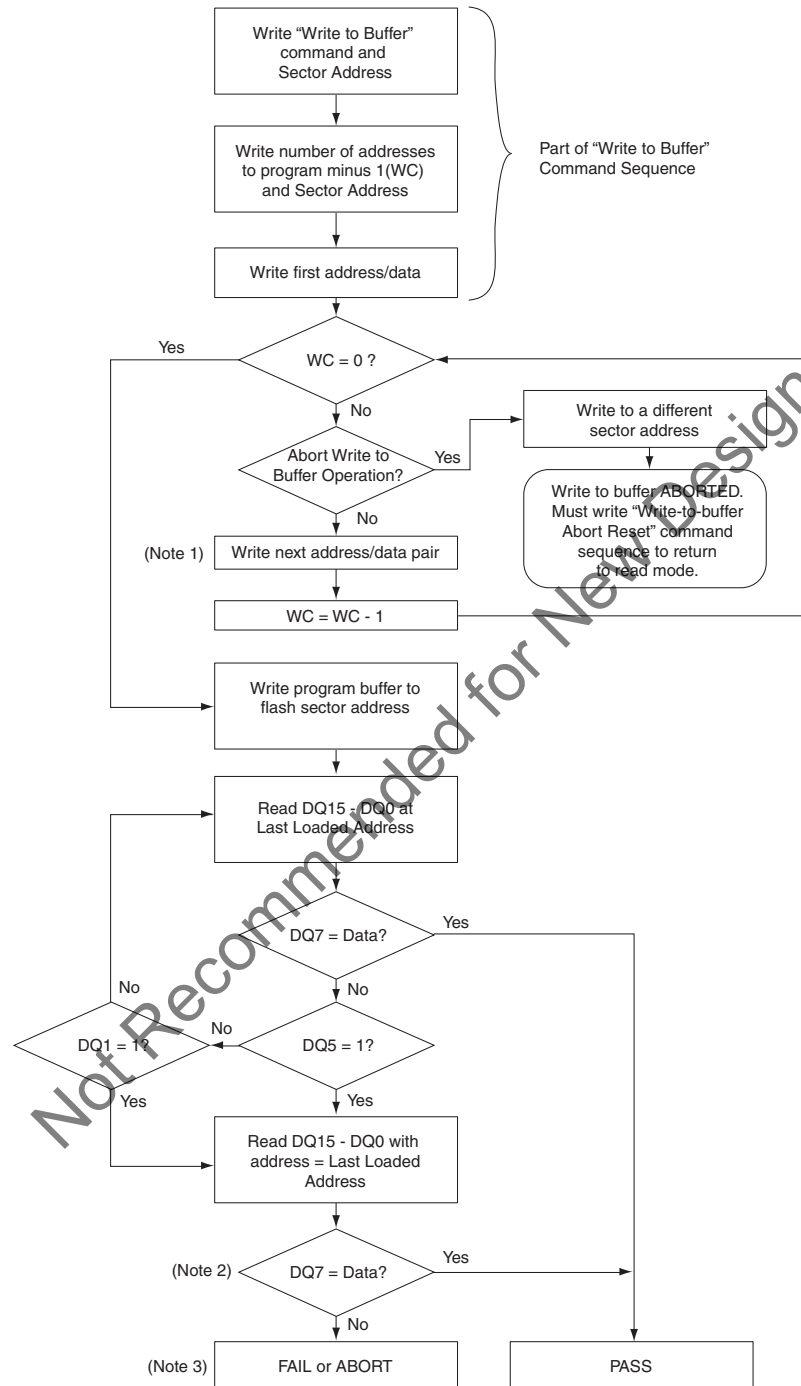 Write “Write to Buffer”
command and
Sector Address
Part of “Write to Buffer”
Command Sequence
Write number of addresses
to program minus 1(WC)
and Sector Address
Write first address/data
Yes
WC = 0 ?
No
Write to a different
sector address
Abort Write to
Buffer Operation?
Yes
Write to buffer ABORTED.
Must write “Write-to-buffer
Abort Reset” command
sequence to return
to read mode.
No
(Note 1)
Write next address/data pair
WC = WC - 1
Write program buffer to
flash sector address
Read DQ15 - DQ0 at
Last Loaded Address
DQ7 = Data?
Yes
No
No
DQ1 = 1?
No
DQ5 = 1?
Yes
Yes
Read DQ15 - DQ0 with
address = Last Loaded
Address
(Note 2)
DQ7 = Data?
Yes
No
(Note 3)
FAIL or ABORT
PASS
Not Recommended for New Design